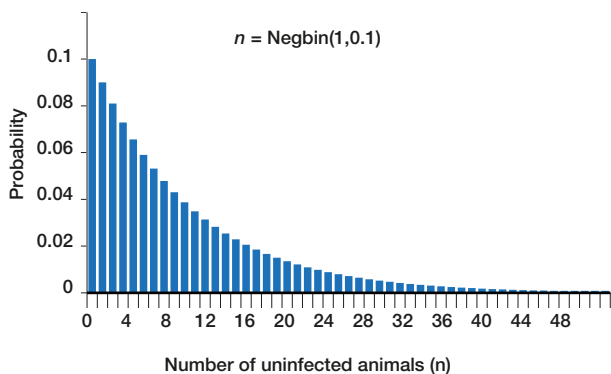 n = Negbin(1,0.1)
Probability
0.1
0.08
0.06
0.04
0.02
0
0 4 8 12 16 20 24 28 32 36 40 44 48
Number of uninfected animals (n)